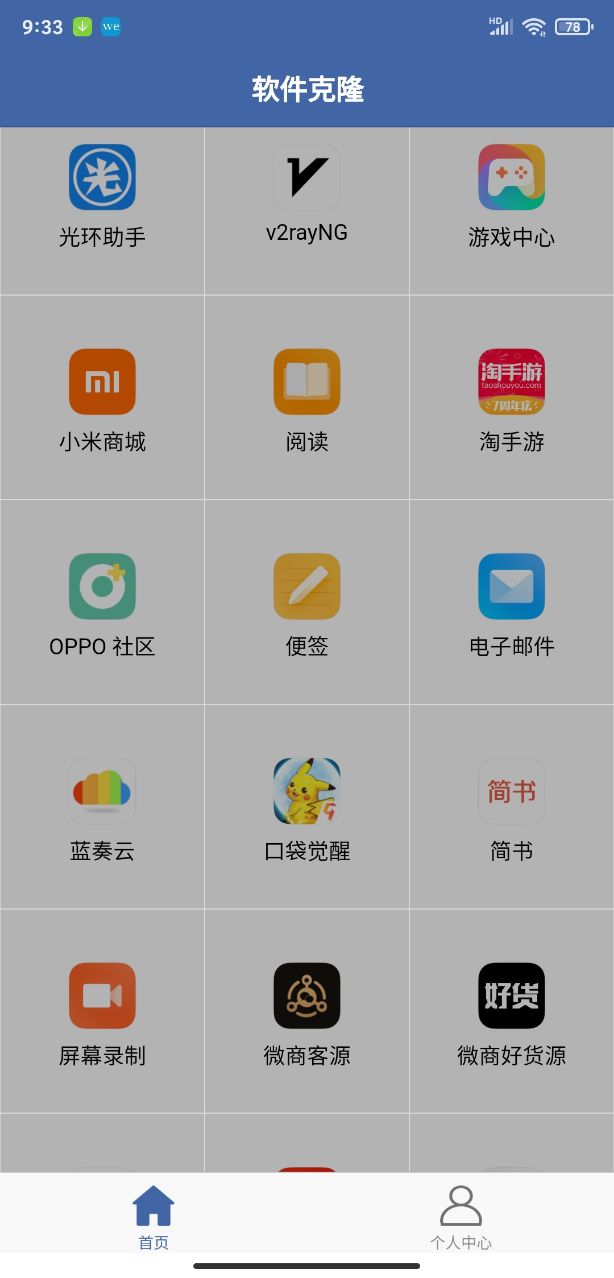 9:33 we HD 78
软件克隆
光
光环助手
v2rayNG
游戏中心
小米商城
阅读
淘手游
taoshouyou.com
7周年庆
淘手游
OPPO 社区
便签
电子邮件
蓝奏云
口袋觉醒
简书
简书
屏幕录制
微商客源
好货
微商好货源
首页
个人中心